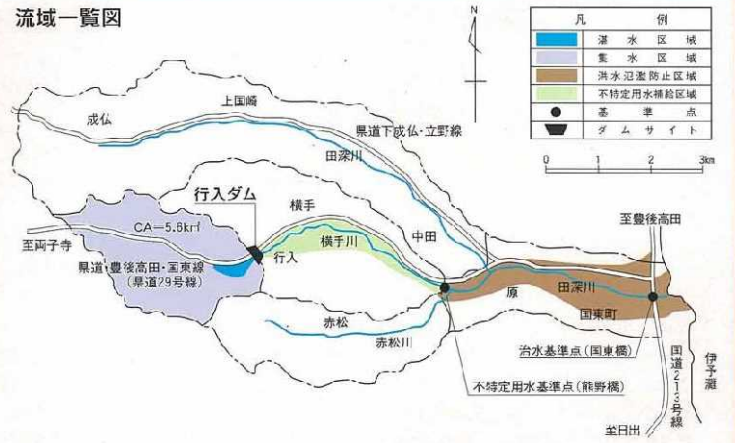 流域一覧図
N
凡 例
湛水区域
集水区域
洪水氾濫防止区域
不特定用水補給区域
基準点
ダムサイト
0 1 2 3km
成仏
上国崎
県道下成仏・立野線
田深川
行入ダム
横手
至豊後高田
CA=5.6km²
中田
至両子寺
横手川
行入
県道・豊後高田・国東線
(県道29号線)
原
田深川
国東町
赤松
赤松川
治水基準点(国東橋)
不特定用水基準点(熊野橋)
国道213号線
伊予灘
至日出